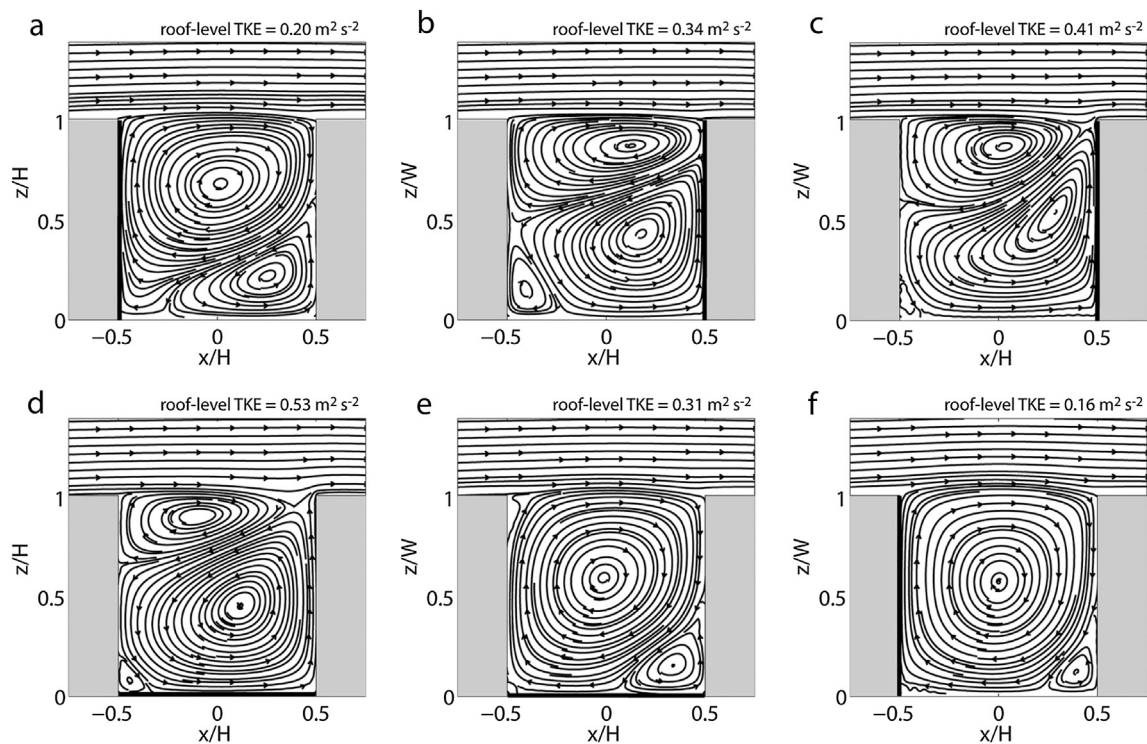 a
roof-level TKE = 0.20 m² s⁻²
b
roof-level TKE = 0.34 m² s⁻²
c
roof-level TKE = 0.41 m² s⁻²
1
z/H
0.5
0
−0.5
0
0.5
x/H
1
z/W
0.5
0
−0.5
0
0.5
x/H
1
z/W
0.5
0
−0.5
0
0.5
x/H
d
roof-level TKE = 0.53 m² s⁻²
e
roof-level TKE = 0.31 m² s⁻²
f
roof-level TKE = 0.16 m² s⁻²
1
z/H
0.5
0
−0.5
0
0.5
x/H
1
z/W
0.5
0
−0.5
0
0.5
x/H
1
z/W
0.5
0
−0.5
0
0.5
x/H